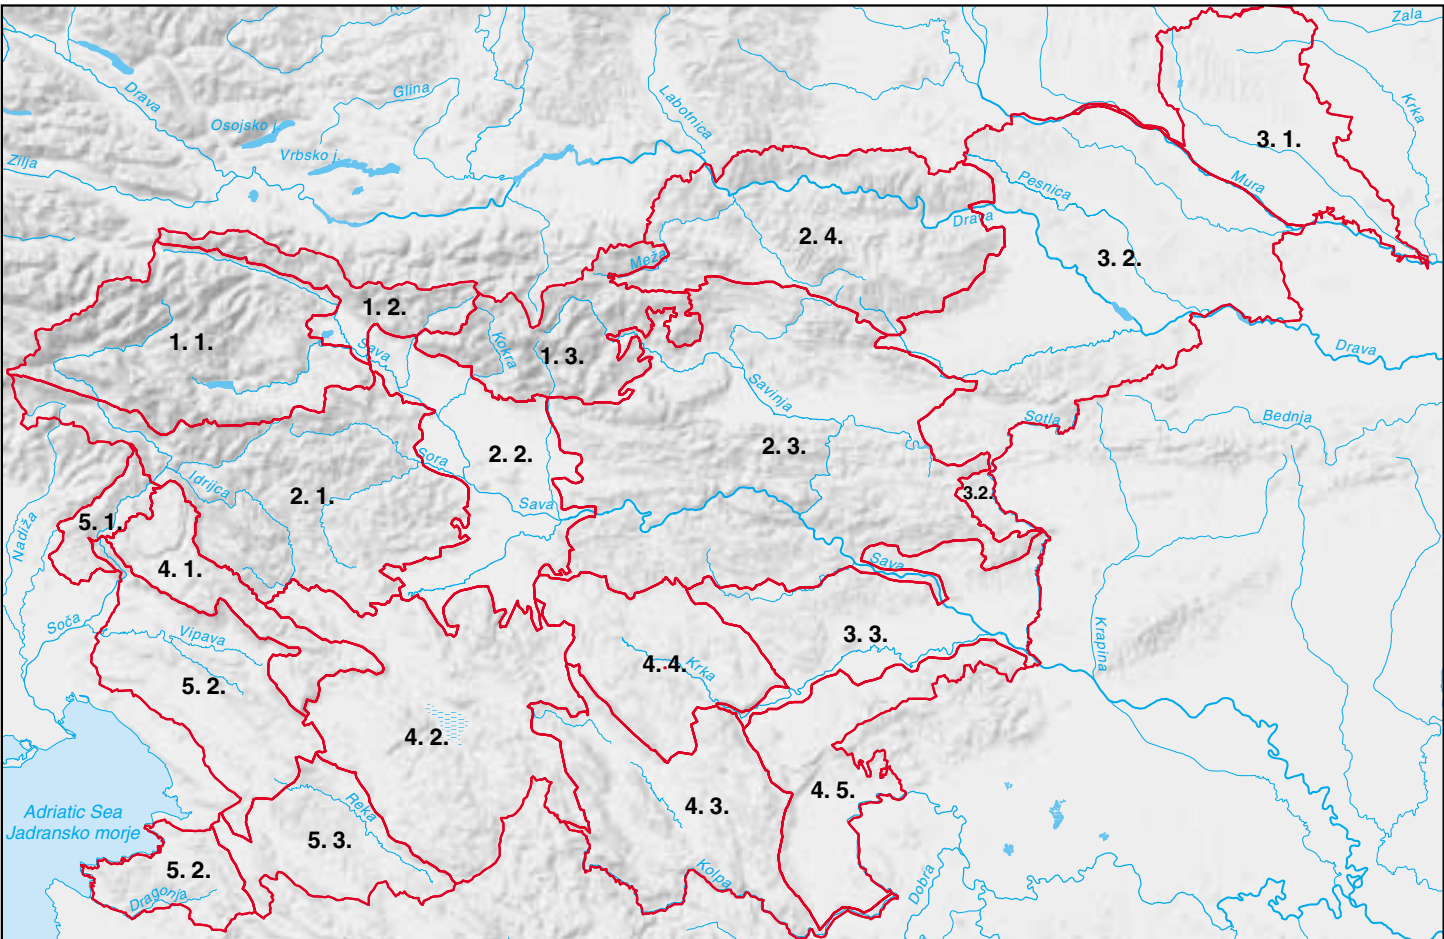 Zala
Drava
Glina
Labotnica
Krka
Osojsko j.
Vrbsko j.
Zilja
3. 1.
Pesnica
Mura
Drava
2. 4.
3. 2.
Meža
1. 2.
1. 1.
Sava
Kokra
1. 3.
Drava
Savinja
Sotla
Bednja
S
2. 3.
2. 2.
Sora
Idrijca
2. 1.
3.2.
Sava
Nadiža
5. 1.
4. 1.
Sava
Soča
Vipava
3. 3.
Krapina
4. 4.
Krka
5. 2.
4. 2.
4. 3.
4. 5.
Reka
Adriatic Sea
Jadransko morje
5. 3.
5. 2.
Dragonja
Kolpa
Dobra